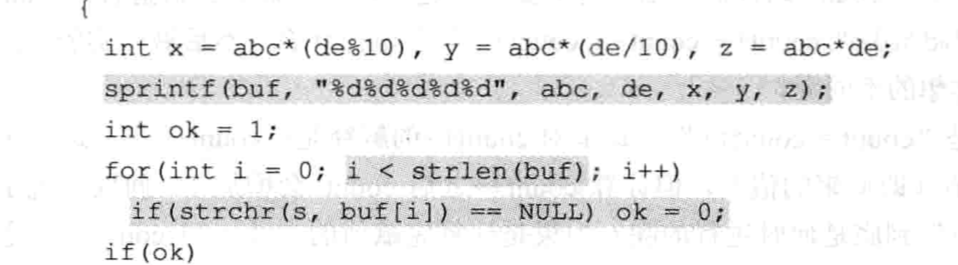 {
int x = abc*(de%10), y = abc*(de/10), z = abc*de;
sprintf(buf, "%d%d%d%d%d", abc, de, x, y, z);
int ok = 1;
for(int i = 0; i < strlen(buf); i++)
if(strchr(s, buf[i]) == NULL) ok = 0;
if(ok)